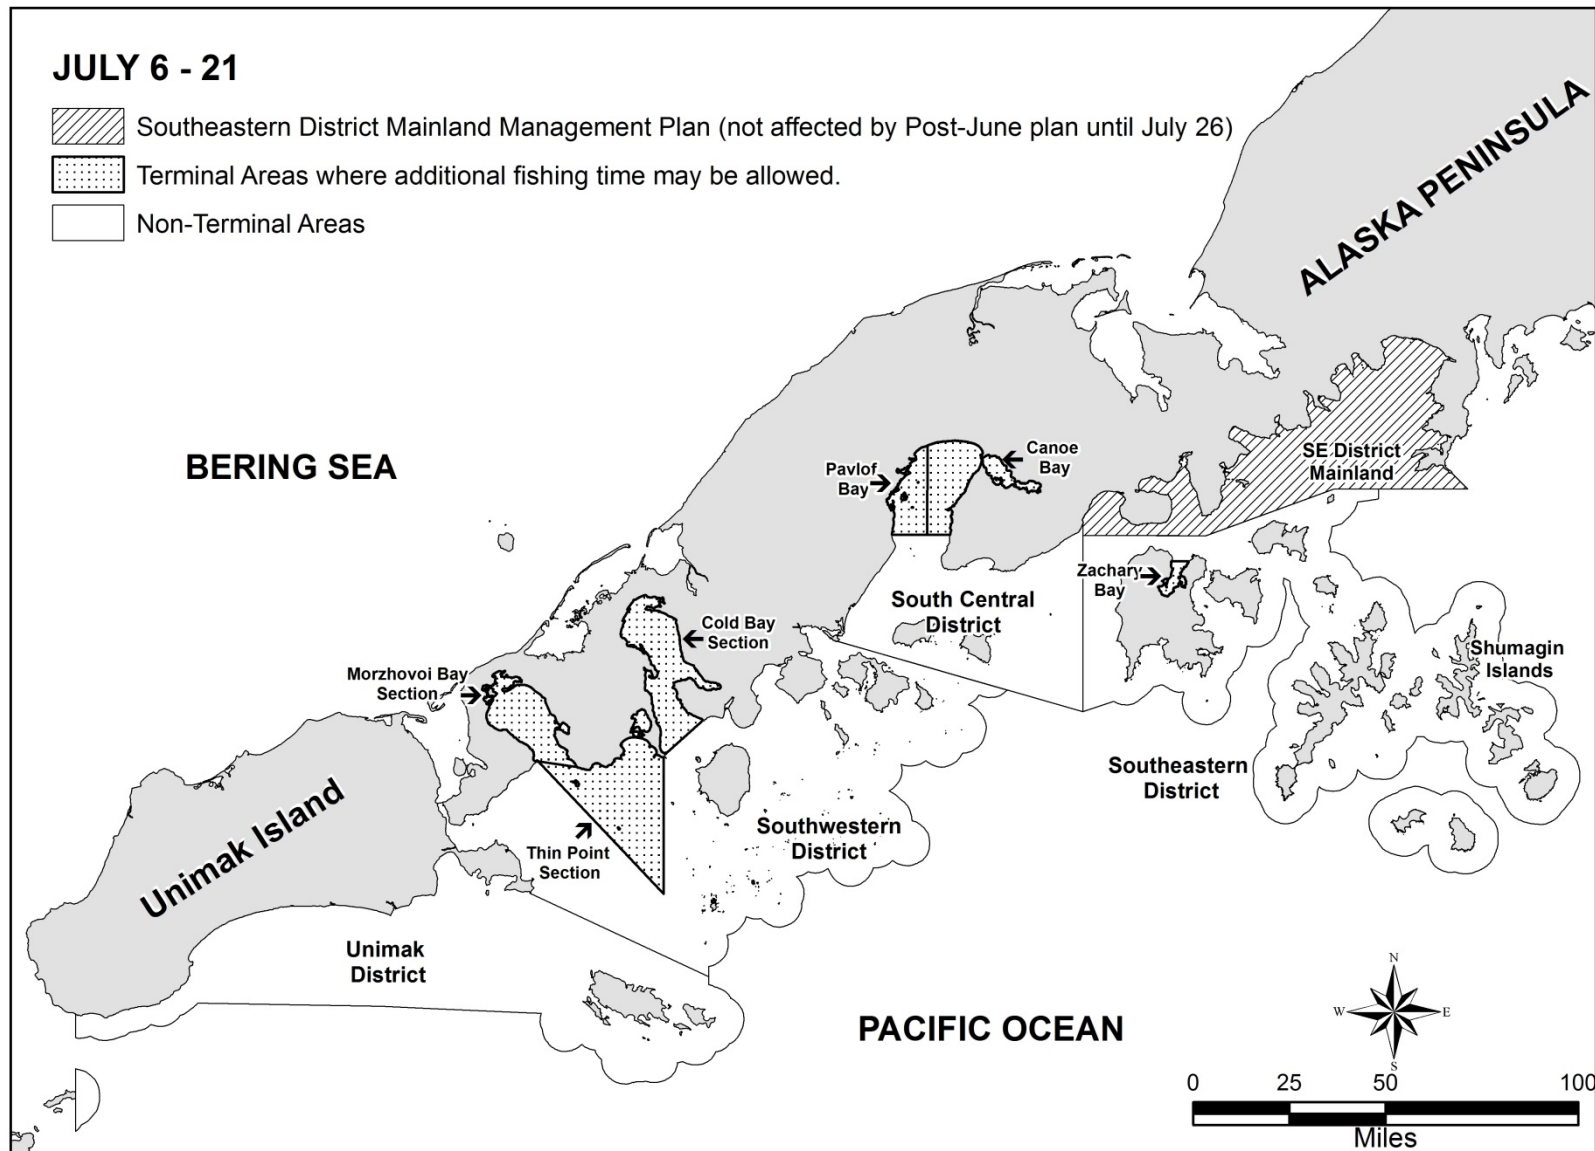 JULY 6 - 21
Southeastern District Mainland Management Plan (not affected by Post-June plan until July 26)
Terminal Areas where additional fishing time may be allowed.
Non-Terminal Areas
ALASKA PENINSULA
BERING SEA
Pavlof
Bay
Canoe
Bay
SE District
Mainland
Zachary
Bay
South Central
District
Cold Bay
Section
Morzhovoi Bay
Section
Shumagin
Islands
Southeastern
District
Southwestern
District
Thin Point
Section
Unimak Island
Unimak
District
PACIFIC OCEAN
N
W
E
S
0 25 50 100
Miles